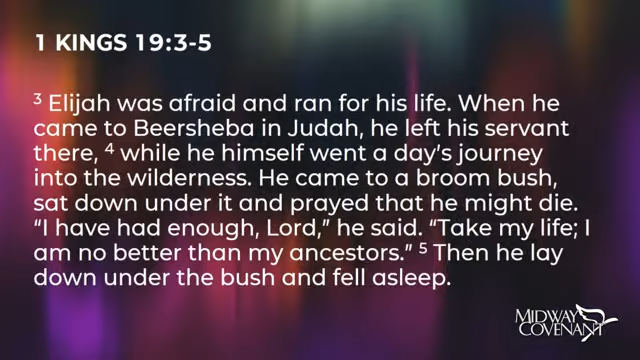 1 KINGS 19:3-5
³ Elijah was afraid and ran for his life. When he
came to Beersheba in Judah, he left his servant
there, ⁴ while he himself went a day’s journey
into the wilderness. He came to a broom bush,
sat down under it and prayed that he might die.
“I have had enough, Lord,” he said. “Take my life; I
am no better than my ancestors.” ⁵ Then he lay
down under the bush and fell asleep.
MIDWAY
COVENANT